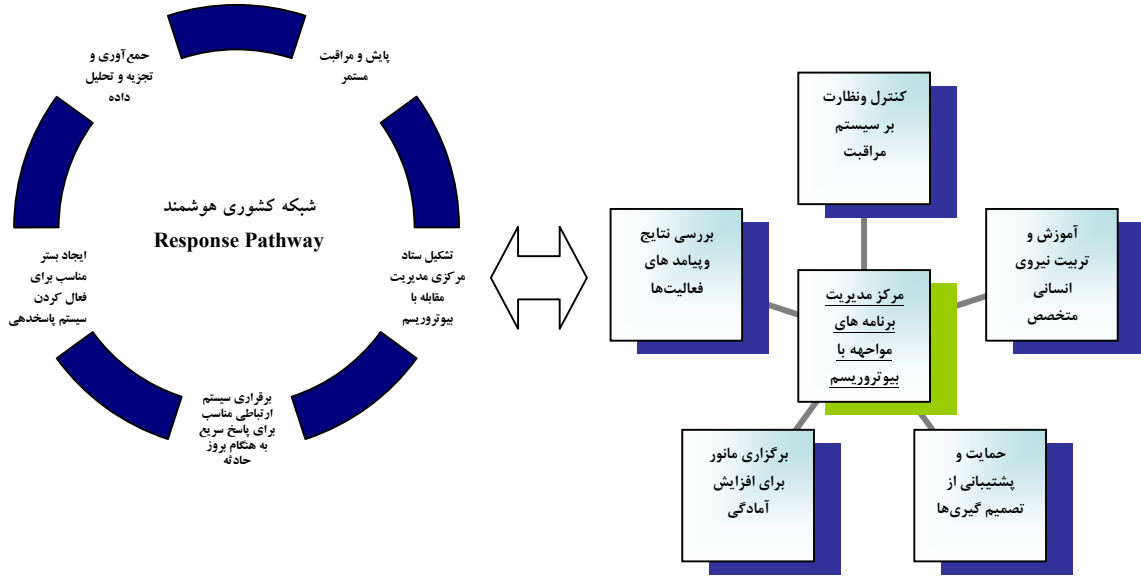 پایش و مراقبت
مستمر
حمع‌آوری و
تجزیه و تحلیل
داده
شبکه کشوری هوشمند
Response Pathway
تشکیل ستاد
مرکزی مدیریت
مقابله با
بیوتروریسم
ایجاد بستر
مناسب برای
فعال کردن
سیستم پاسخدهی
برقراری سیستم
ارتباطی مناسب
برای پاسخ سریع
به هنگام بروز
حادثه
کنترل ونظارت
بر سیستم
مراقبت
آموزش و
تربیت نیروی
انسانی
متخصص
بررسی نتایج
وپیامد های
فعالیت‌ها
مرکز مدیریت
برنامه های
مواحهه با
بیوتروریسم
حمایت و
پشتیبانی از
تصمیم گیری‌ها
برگزاری مانور
برای افزایش
آمادگی